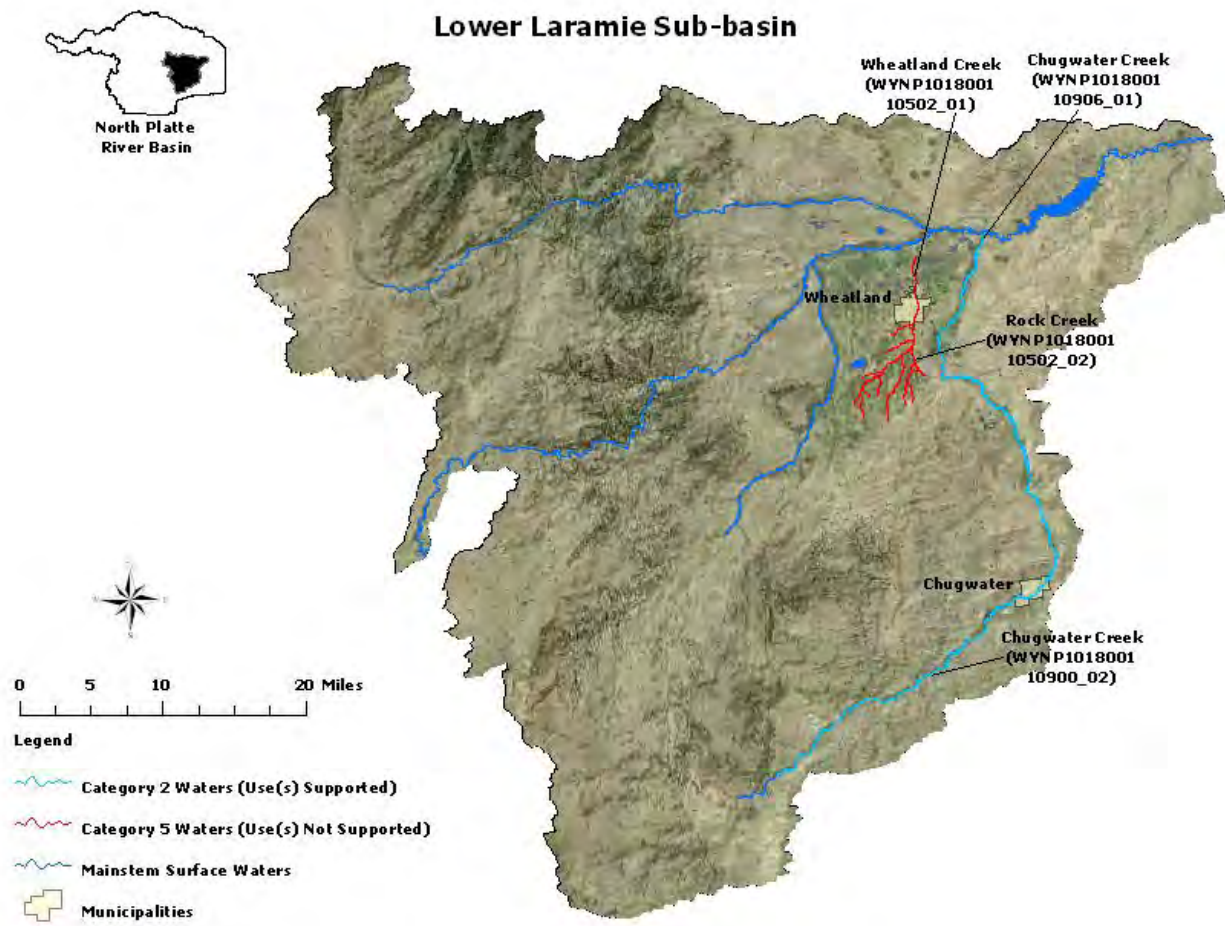 Lower Laramie Sub-basin
North Platte
River Basin
Wheatland Creek
(WYNP1018001
10502_01)
Chugwater Creek
(WYNP1018001
10906_01)
Wheatland
Rock Creek
(WYNP1018001
10502_02)
Chugwater
Chugwater Creek
(WYNP1018001
10900_02)
N
S
0 5 10 20 Miles
Legend
Category 2 Waters (Use(s) Supported)
Category 5 Waters (Use(s) Not Supported)
Mainstem Surface Waters
Municipalities